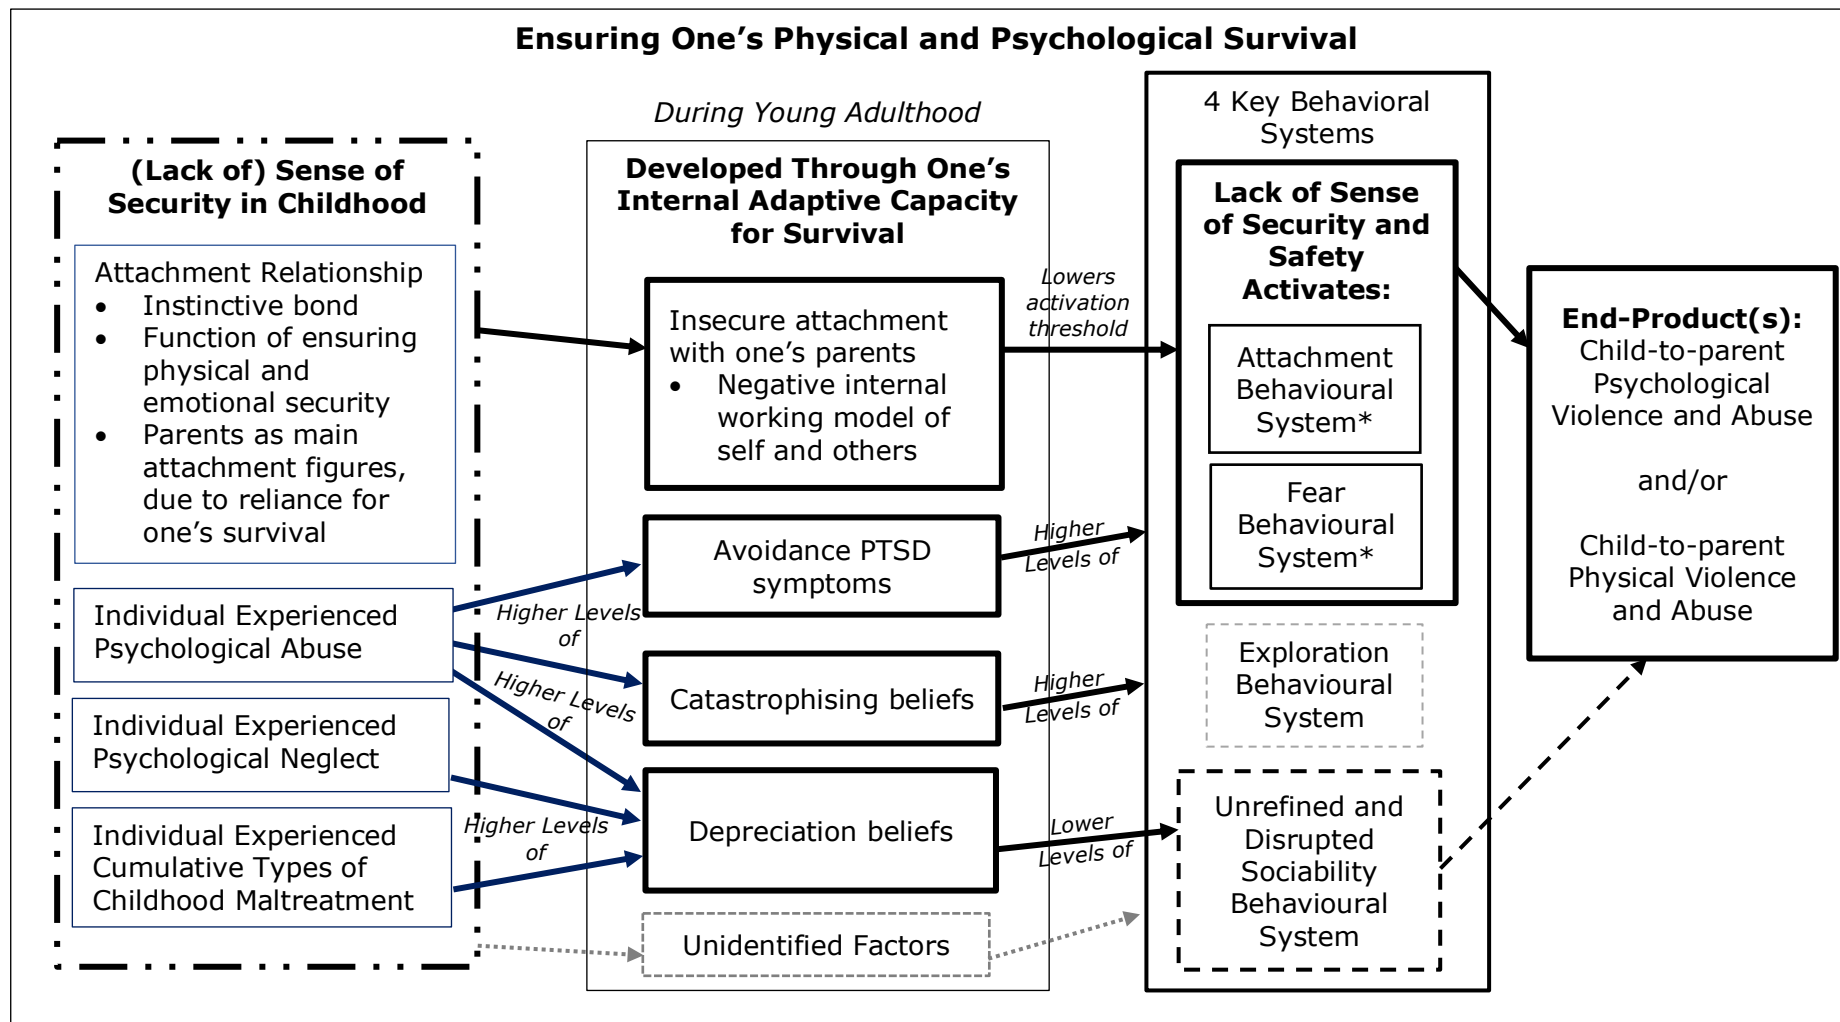 Ensuring One's Physical and Psychological Survival
(Lack of) Sense of
Security in Childhood
Attachment Relationship
• Instinctive bond
• Function of ensuring
physical and
emotional security
• Parents as main
attachment figures,
due to reliance for
one's survival
Individual Experienced
Psychological Abuse
Individual Experienced
Psychological Neglect
Individual Experienced
Cumulative Types of
Childhood Maltreatment
Higher Levels
of
Higher Levels
of
Higher Levels
of
During Young Adulthood
Developed Through One's
Internal Adaptive Capacity
for Survival
Insecure attachment
with one's parents
• Negative internal
working model of
self and others
Avoidance PTSD
symptoms
Catastrophising beliefs
Depreciation beliefs
Unidentified Factors
Lowers
activation
threshold
Higher
Levels of
Higher
Levels of
Lower
Levels of
4 Key Behavioral
Systems
Lack of Sense
of Security and
Safety
Activates:
Attachment
Behavioural
System*
Fear
Behavioural
System*
Exploration
Behavioural
System
Unrefined and
Disrupted
Sociability
Behavioural
System
End-Product(s):
Child-to-parent
Psychological
Violence and Abuse
and/or
Child-to-parent
Physical Violence
and Abuse